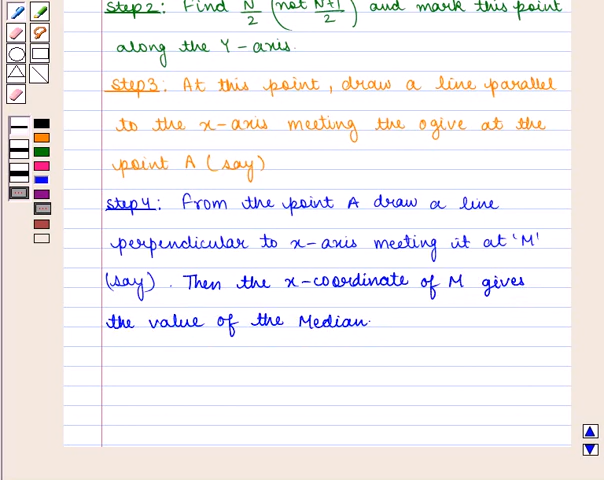 Step2: Find N/2 (not N+1/2) and mark this point
along the Y-axis.
Step3: At this point, draw a line parallel
to the x-axis meeting the ogive at the
point A (say)
Step4: From the point A draw a line
perpendicular to x-axis meeting it at 'M'
(say). Then the x-coordinate of M gives
the value of the Median.